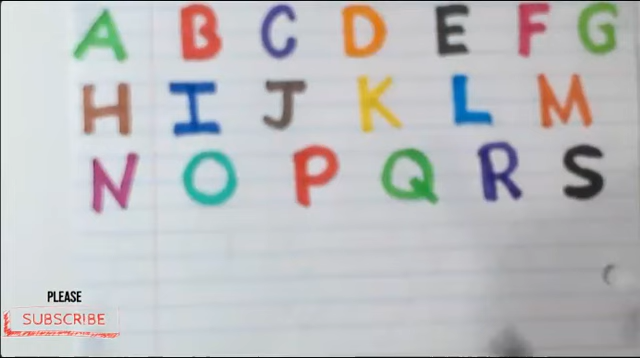 A B C D E F G
H I J K L M
N O P Q R S
PLEASE
SUBSCRIBE